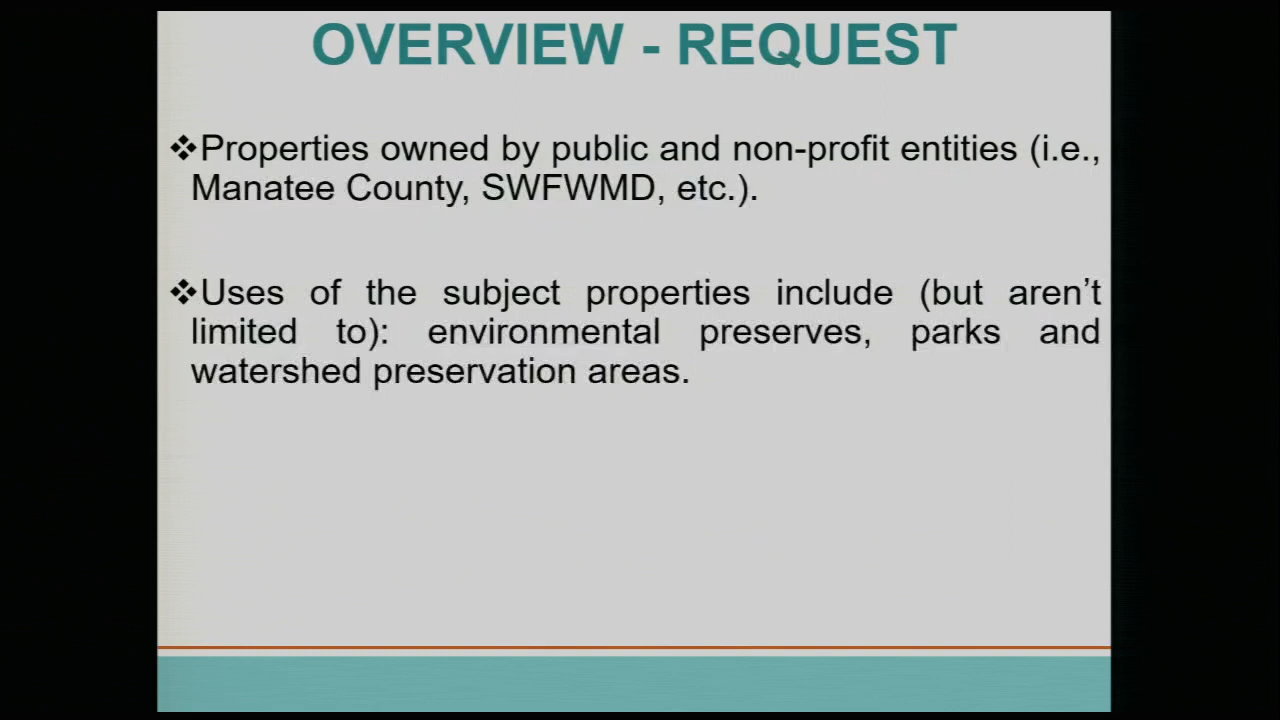 OVERVIEW - REQUEST
❖Properties owned by public and non-profit entities (i.e.,
Manatee County, SWFWMD, etc.).
❖Uses of the subject properties include (but aren’t
limited to): environmental preserves, parks and
watershed preservation areas.